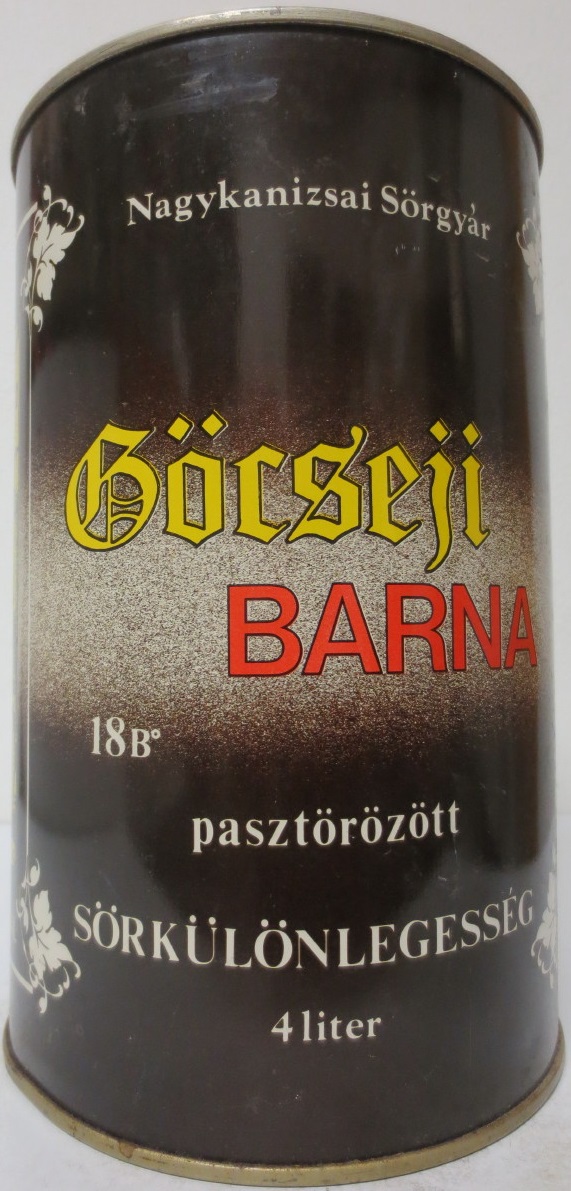 Nagykanizsai Sörgyár
Göcseji
BARNA
18B°
pasztörözött
SÖRKÜLÖNLEGESSÉG
4 liter